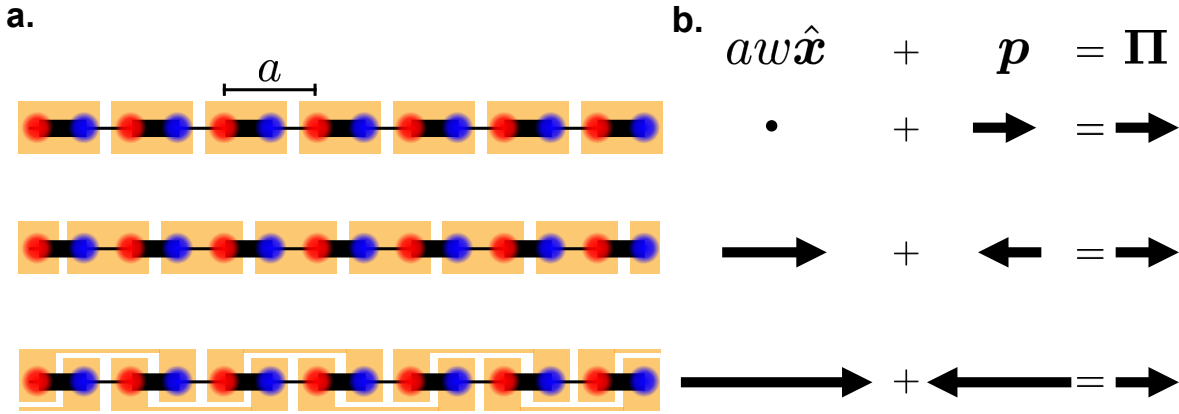 a.
a
b.
aw𝒙̂ + 𝒑 = 𝚷
+ =
+ =
+ =